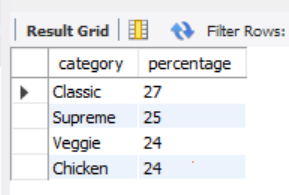 Result Grid Filter Rows:
category percentage
Classic 27
Supreme 25
Veggie 24
Chicken 24